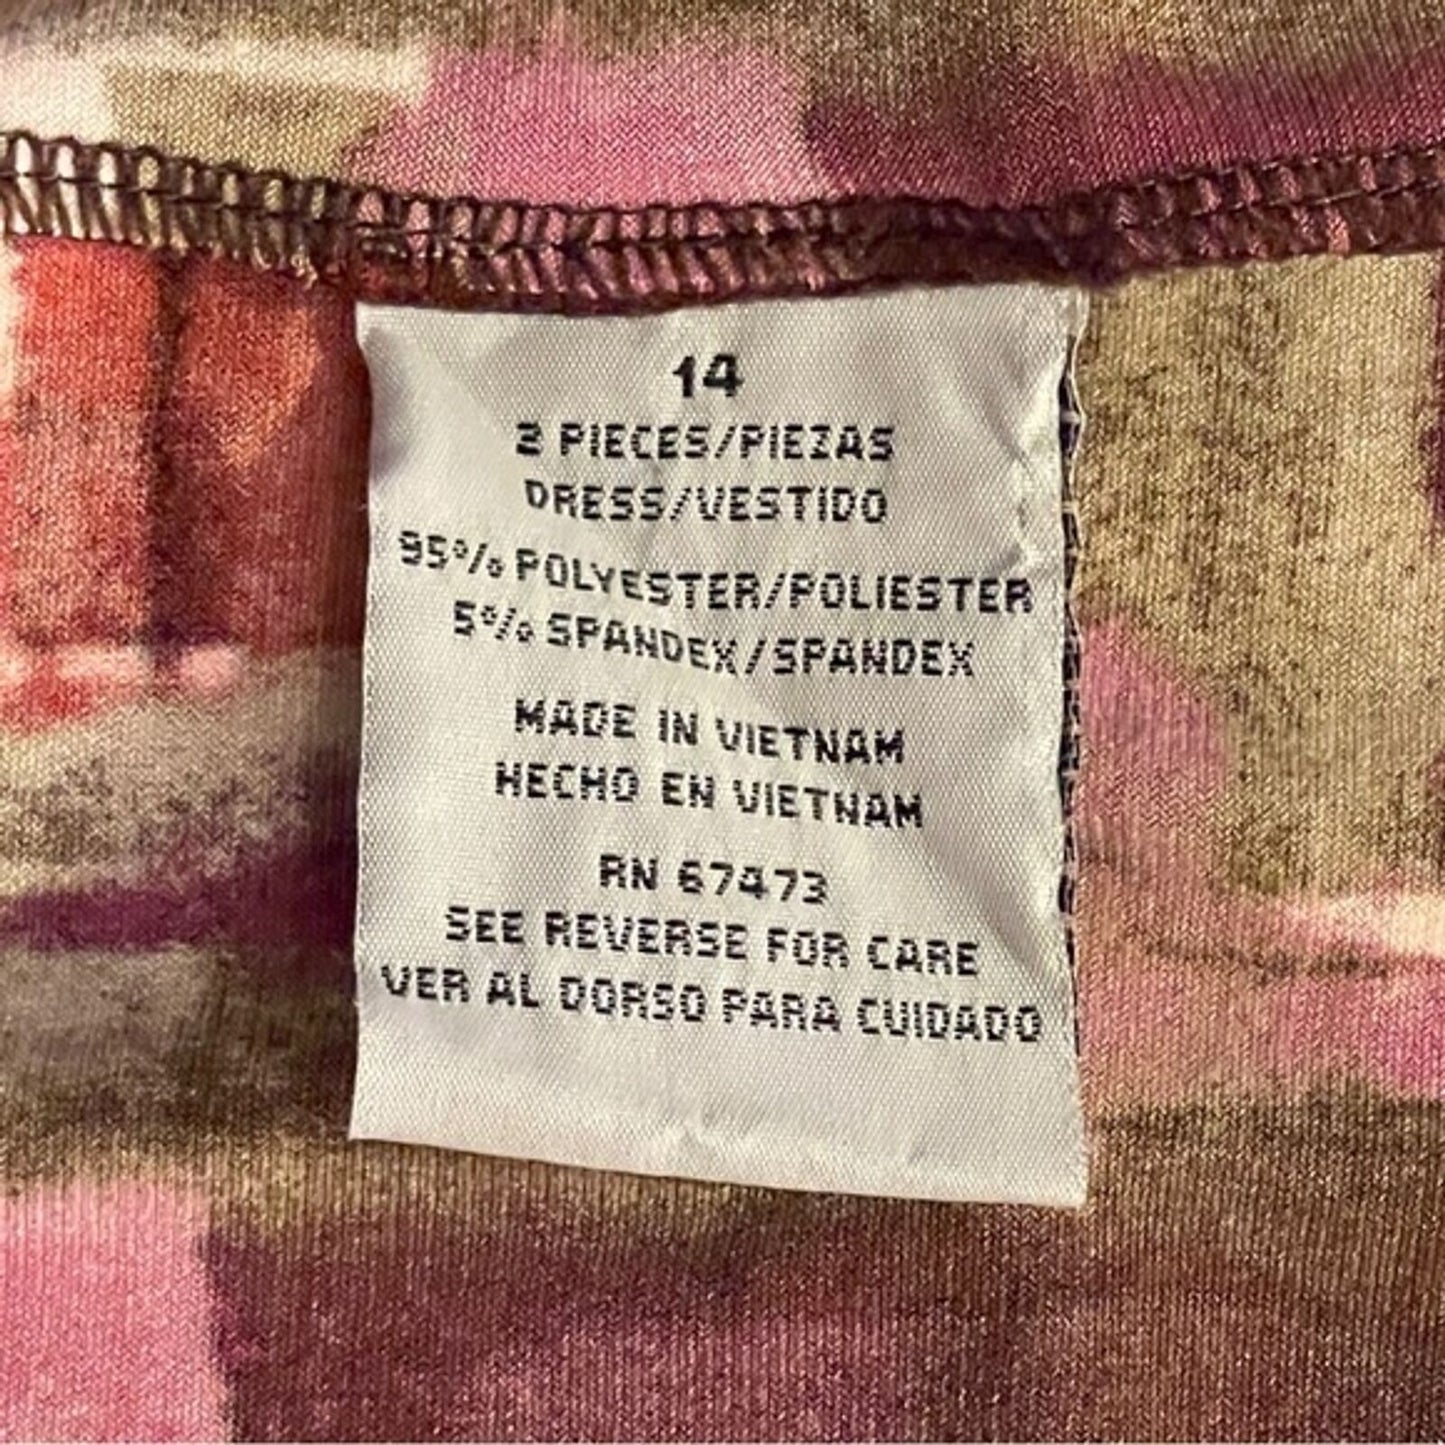 14
2 PIECES/PIEZAS
DRESS/VESTIDO
95% POLYESTER/POLIESTER
5% SPANDEX/SPANDEX
MADE IN VIETNAM
HECHO EN VIETNAM
RN 67473
SEE REVERSE FOR CARE
VER AL DORSO PARA CUIDADO